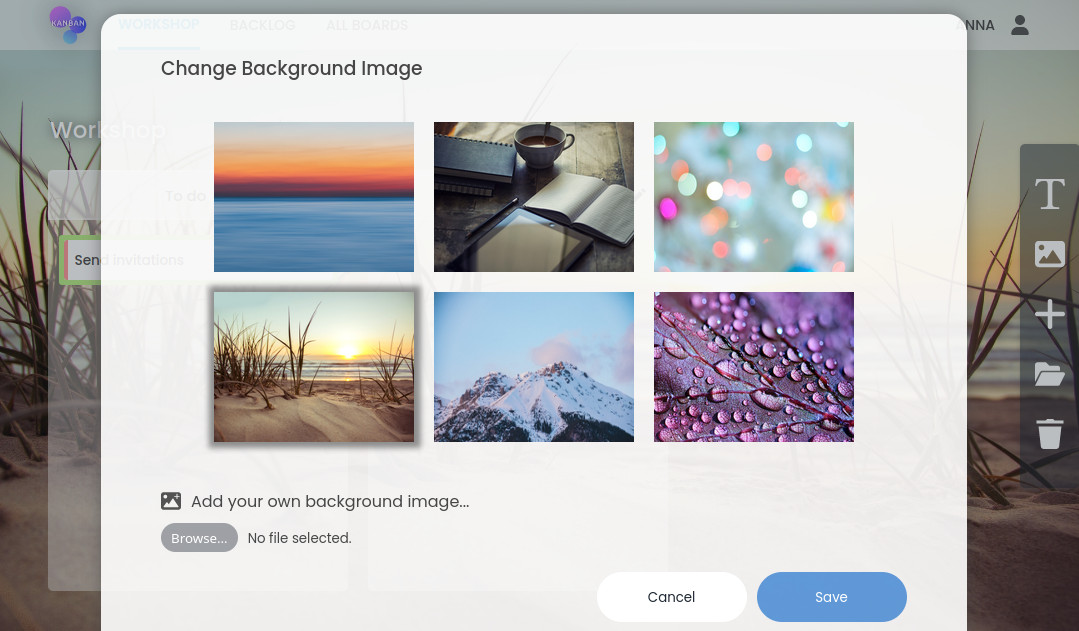 KANBAN
WORKSHOP
BACKLOG
ALL BOARDS
ANNA
Change Background Image
Workshop
To do
Send invitations
Add your own background image...
Browse...
No file selected.
Cancel
Save